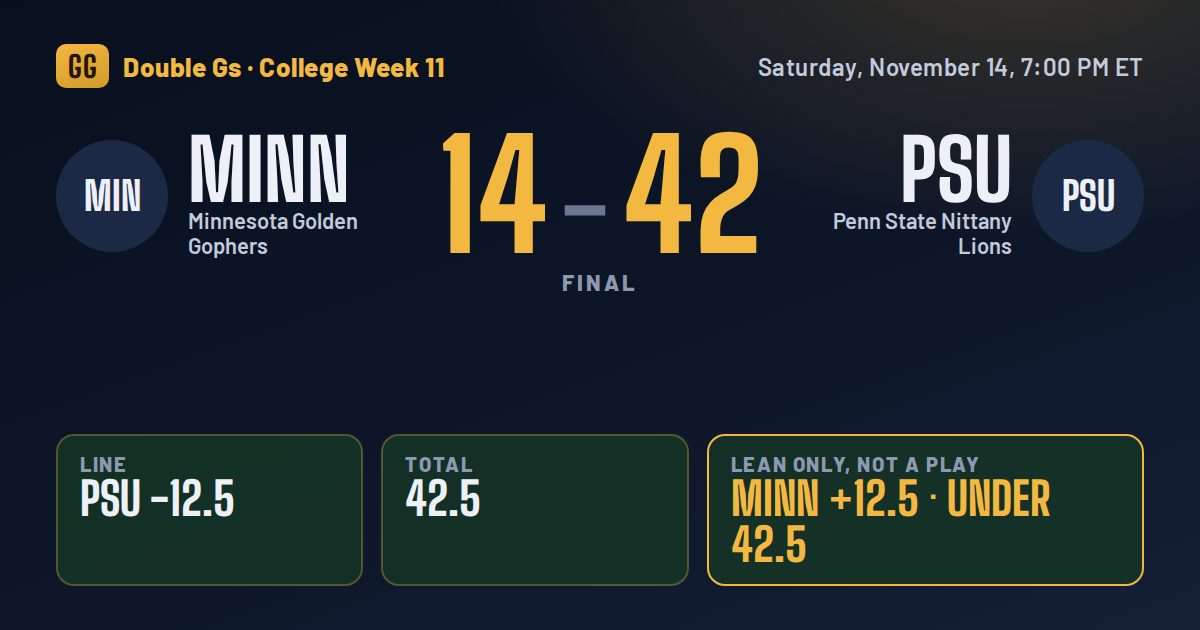 GG Double Gs · College Week 11
Saturday, November 14, 7:00 PM ET
MIN
MINN
Minnesota Golden
Gophers
14 – 42
FINAL
PSU
Penn State Nittany
Lions
PSU
LINE
PSU −12.5
TOTAL
42.5
LEAN ONLY, NOT A PLAY
MINN +12.5 · UNDER
42.5